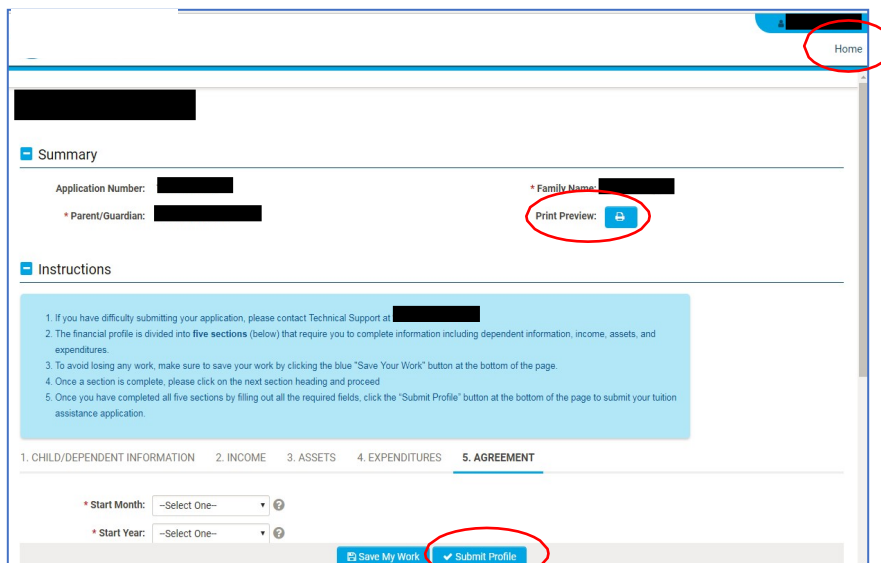 Home
Summary
Application Number:
* Family Name:
* Parent/Guardian:
Print Preview:
Instructions
1. If you have difficulty submitting your application, please contact Technical Support at
2. The financial profile is divided into five sections (below) that require you to complete information including dependent information, income, assets, and
expenditures.
3. To avoid losing any work, make sure to save your work by clicking the blue "Save Your Work" button at the bottom of the page.
4. Once a section is complete, please click on the next section heading and proceed
5. Once you have completed all five sections by filling out all the required fields, click the "Submit Profile" button at the bottom of the page to submit your tuition
assistance application.
1. CHILD/DEPENDENT INFORMATION 2. INCOME 3. ASSETS 4. EXPENDITURES 5. AGREEMENT
* Start Month: --Select One--
* Start Year: --Select One--
Save My Work Submit Profile